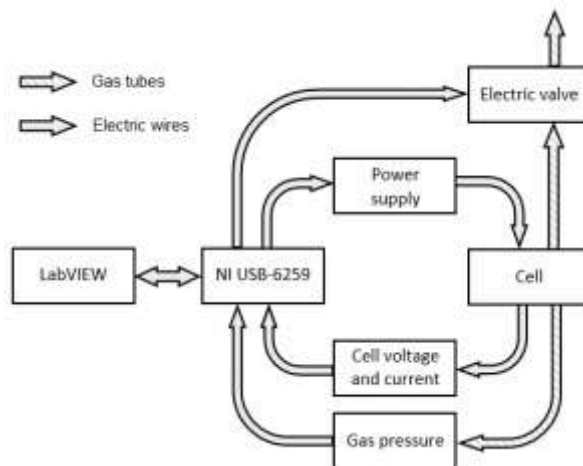 Gas tubes
Electric wires
Electric valve
Power
supply
LabVIEW
NI USB-6259
Cell
Cell voltage
and current
Gas pressure